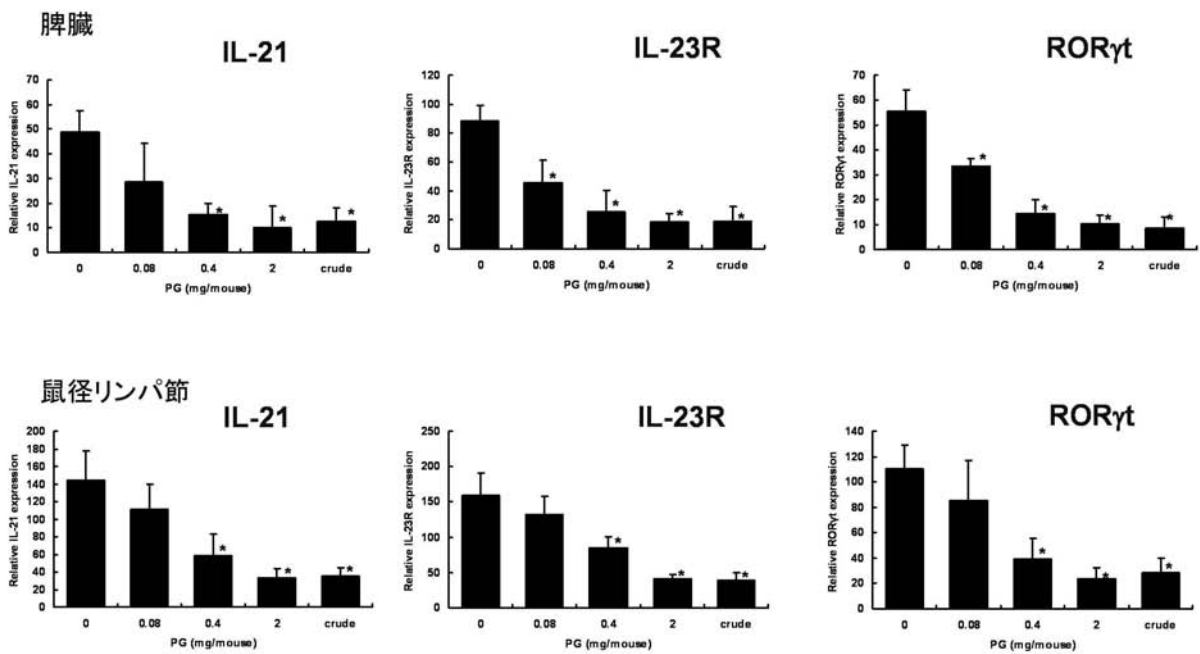 脾臓
IL-21
IL-23R
RORγt
Relative IL-21 expression
70
60
50
40
30
20
10
0
0 0.08 0.4 2 crude
PG (mg/mouse)
* * *
Relative IL-23R expression
120
100
80
60
40
20
0
0 0.08 0.4 2 crude
PG (mg/mouse)
* * * *
Relative RORγt expression
70
60
50
40
30
20
10
0
0 0.08 0.4 2 crude
PG (mg/mouse)
* * * *
鼠径リンパ節
IL-21
IL-23R
RORγt
Relative IL-21 expression
200
180
160
140
120
100
80
60
40
20
0
0 0.08 0.4 2 crude
PG (mg/mouse)
* * *
Relative IL-23R expression
250
200
150
100
50
0
0 0.08 0.4 2 crude
PG (mg/mouse)
* * *
Relative RORγt expression
140
120
100
80
60
40
20
0
0 0.08 0.4 2 crude
PG (mg/mouse)
* * *